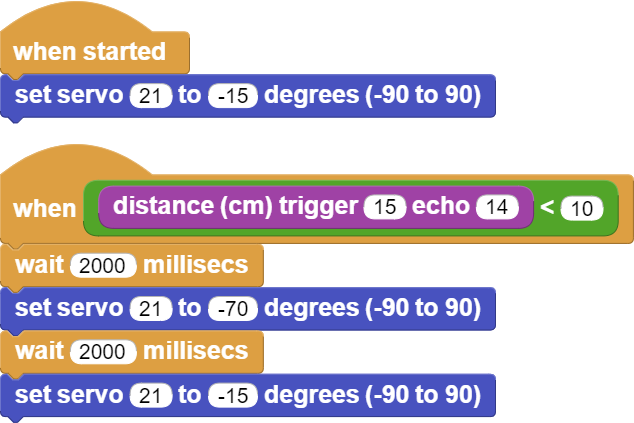 when started
set servo 21 to -15 degrees (-90 to 90)
when distance (cm) trigger 15 echo 14 < 10
wait 2000 millisecs
set servo 21 to -70 degrees (-90 to 90)
wait 2000 millisecs
set servo 21 to -15 degrees (-90 to 90)